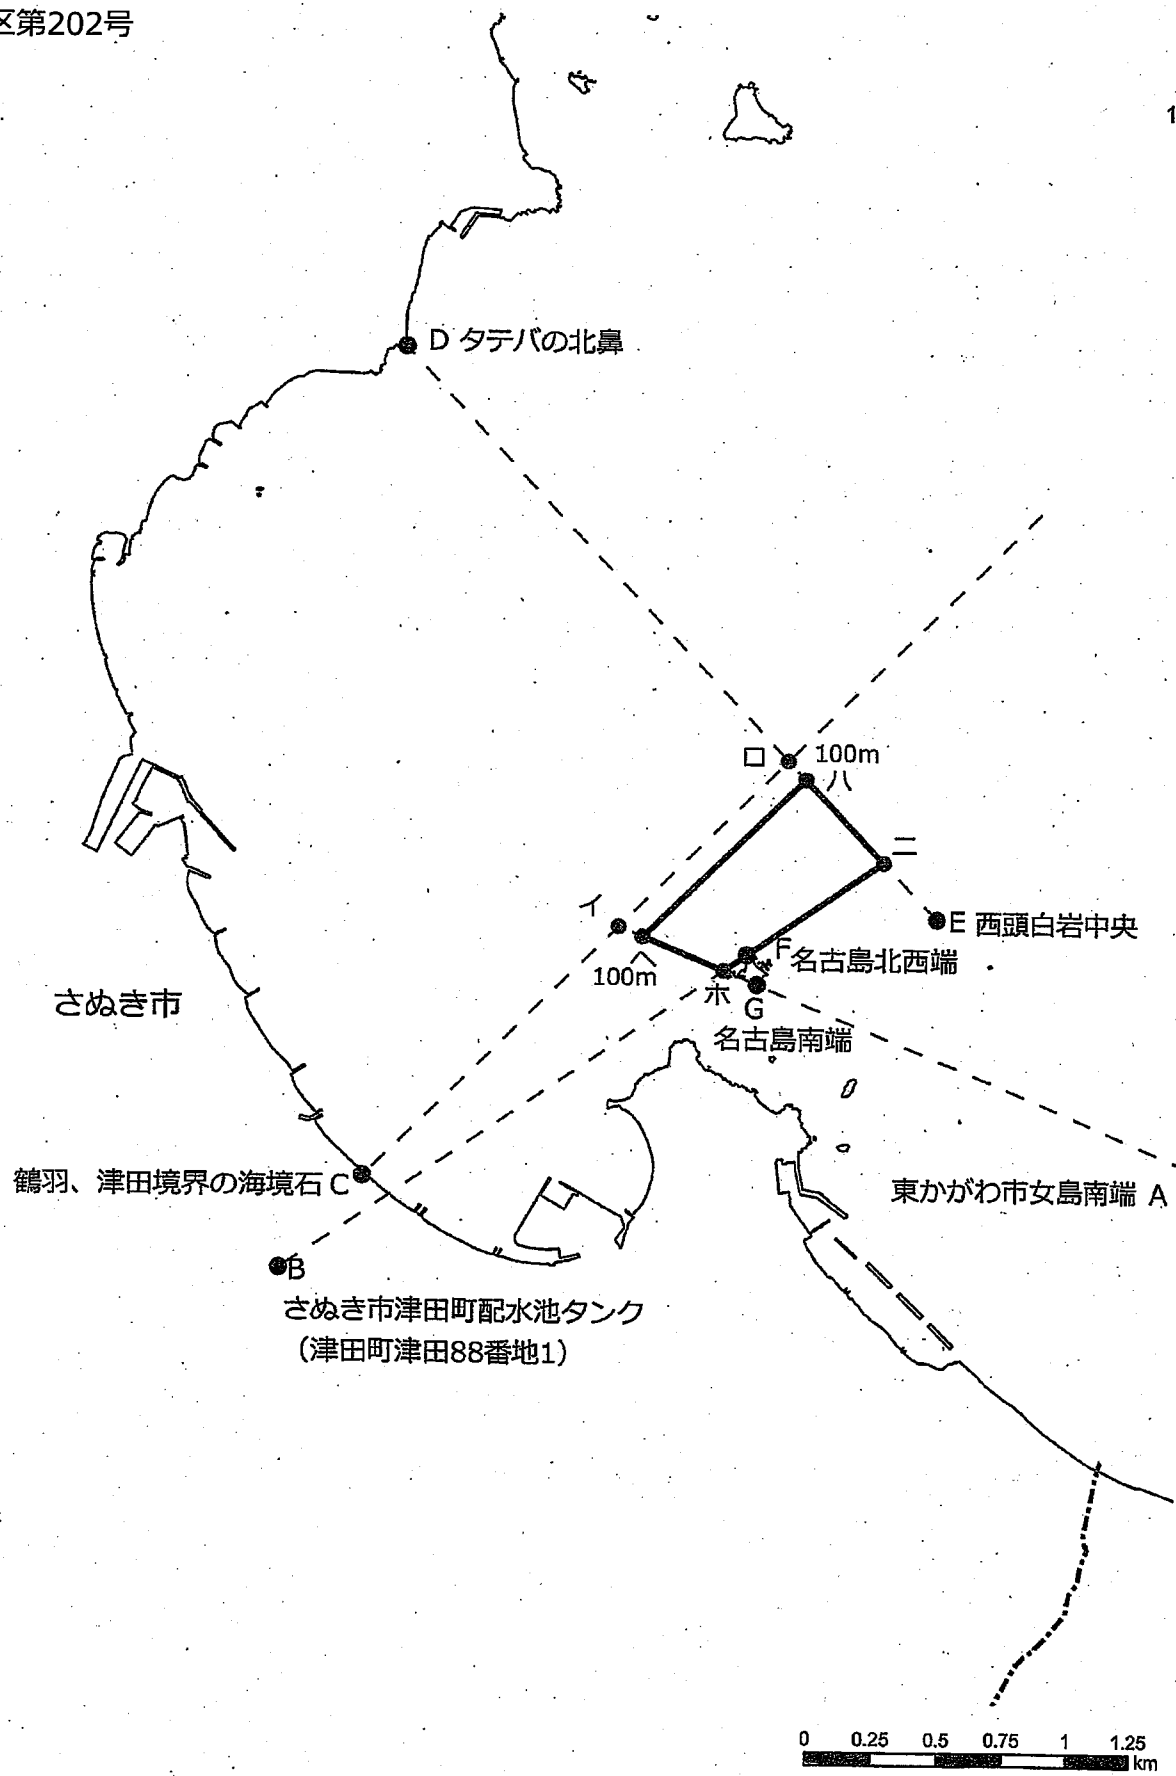 区第202号
1
D タテバの北鼻
ロ 100m
ハ
ニ
イ
E 西頭白岩中央
ヘ
100m
F 名古島北西端
ホ
G
名古島南端
さぬき市
鶴羽、津田境界の海境石 C
東かがわ市女島南端 A
B
さぬき市津田町配水池タンク
(津田町津田88番地1)
0 0.25 0.5 0.75 1 1.25
km